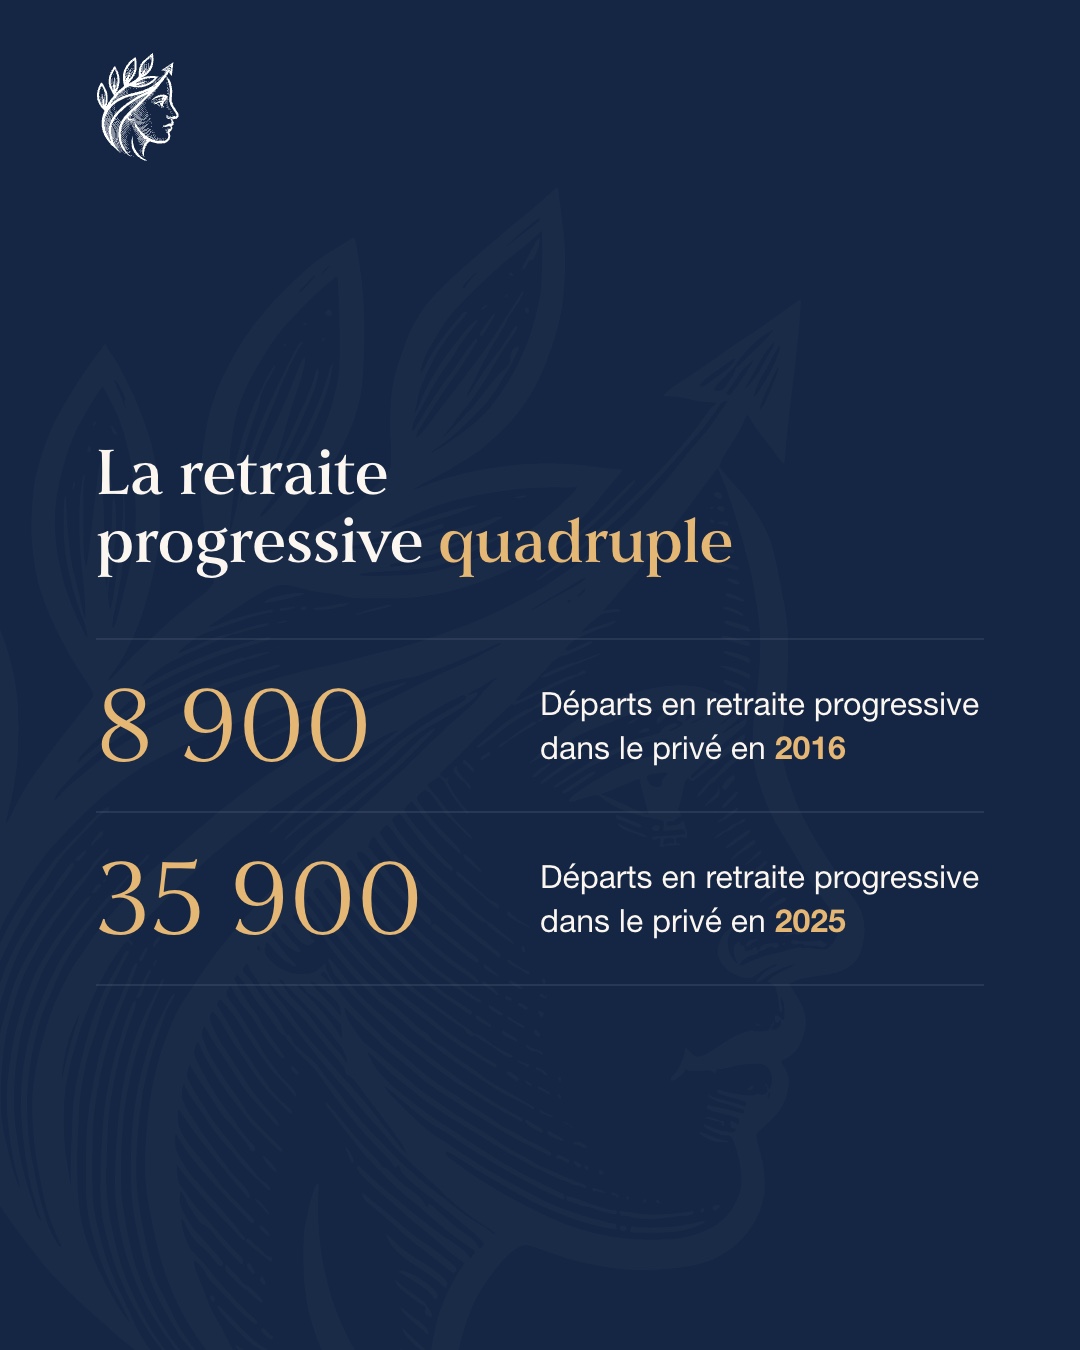 La retraite
progressive quadruple
8 900
Départs en retraite progressive
dans le privé en 2016
35 900
Départs en retraite progressive
dans le privé en 2025